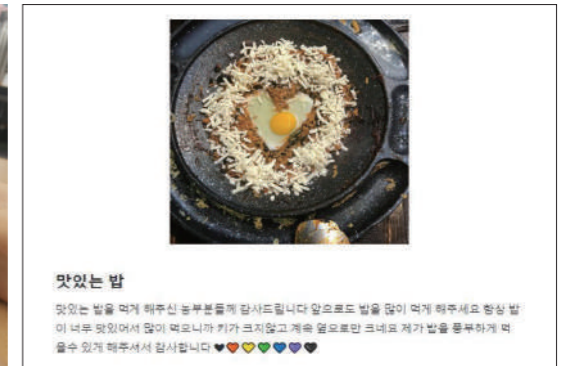 맛있는 밥
맛있는 밥을 먹게 해주신 농부분들께 감사드립니다 앞으로도 밥을 많이 먹게 해주세요 항상 밥
이 너무 맛있어서 많이 먹으니까 키가 크지않고 계속 옆으로만 크네요 제가 밥을 풍부하게 먹
을수 있게 해주셔서 감사합니다 🖤🧡💛💚💙💜🖤